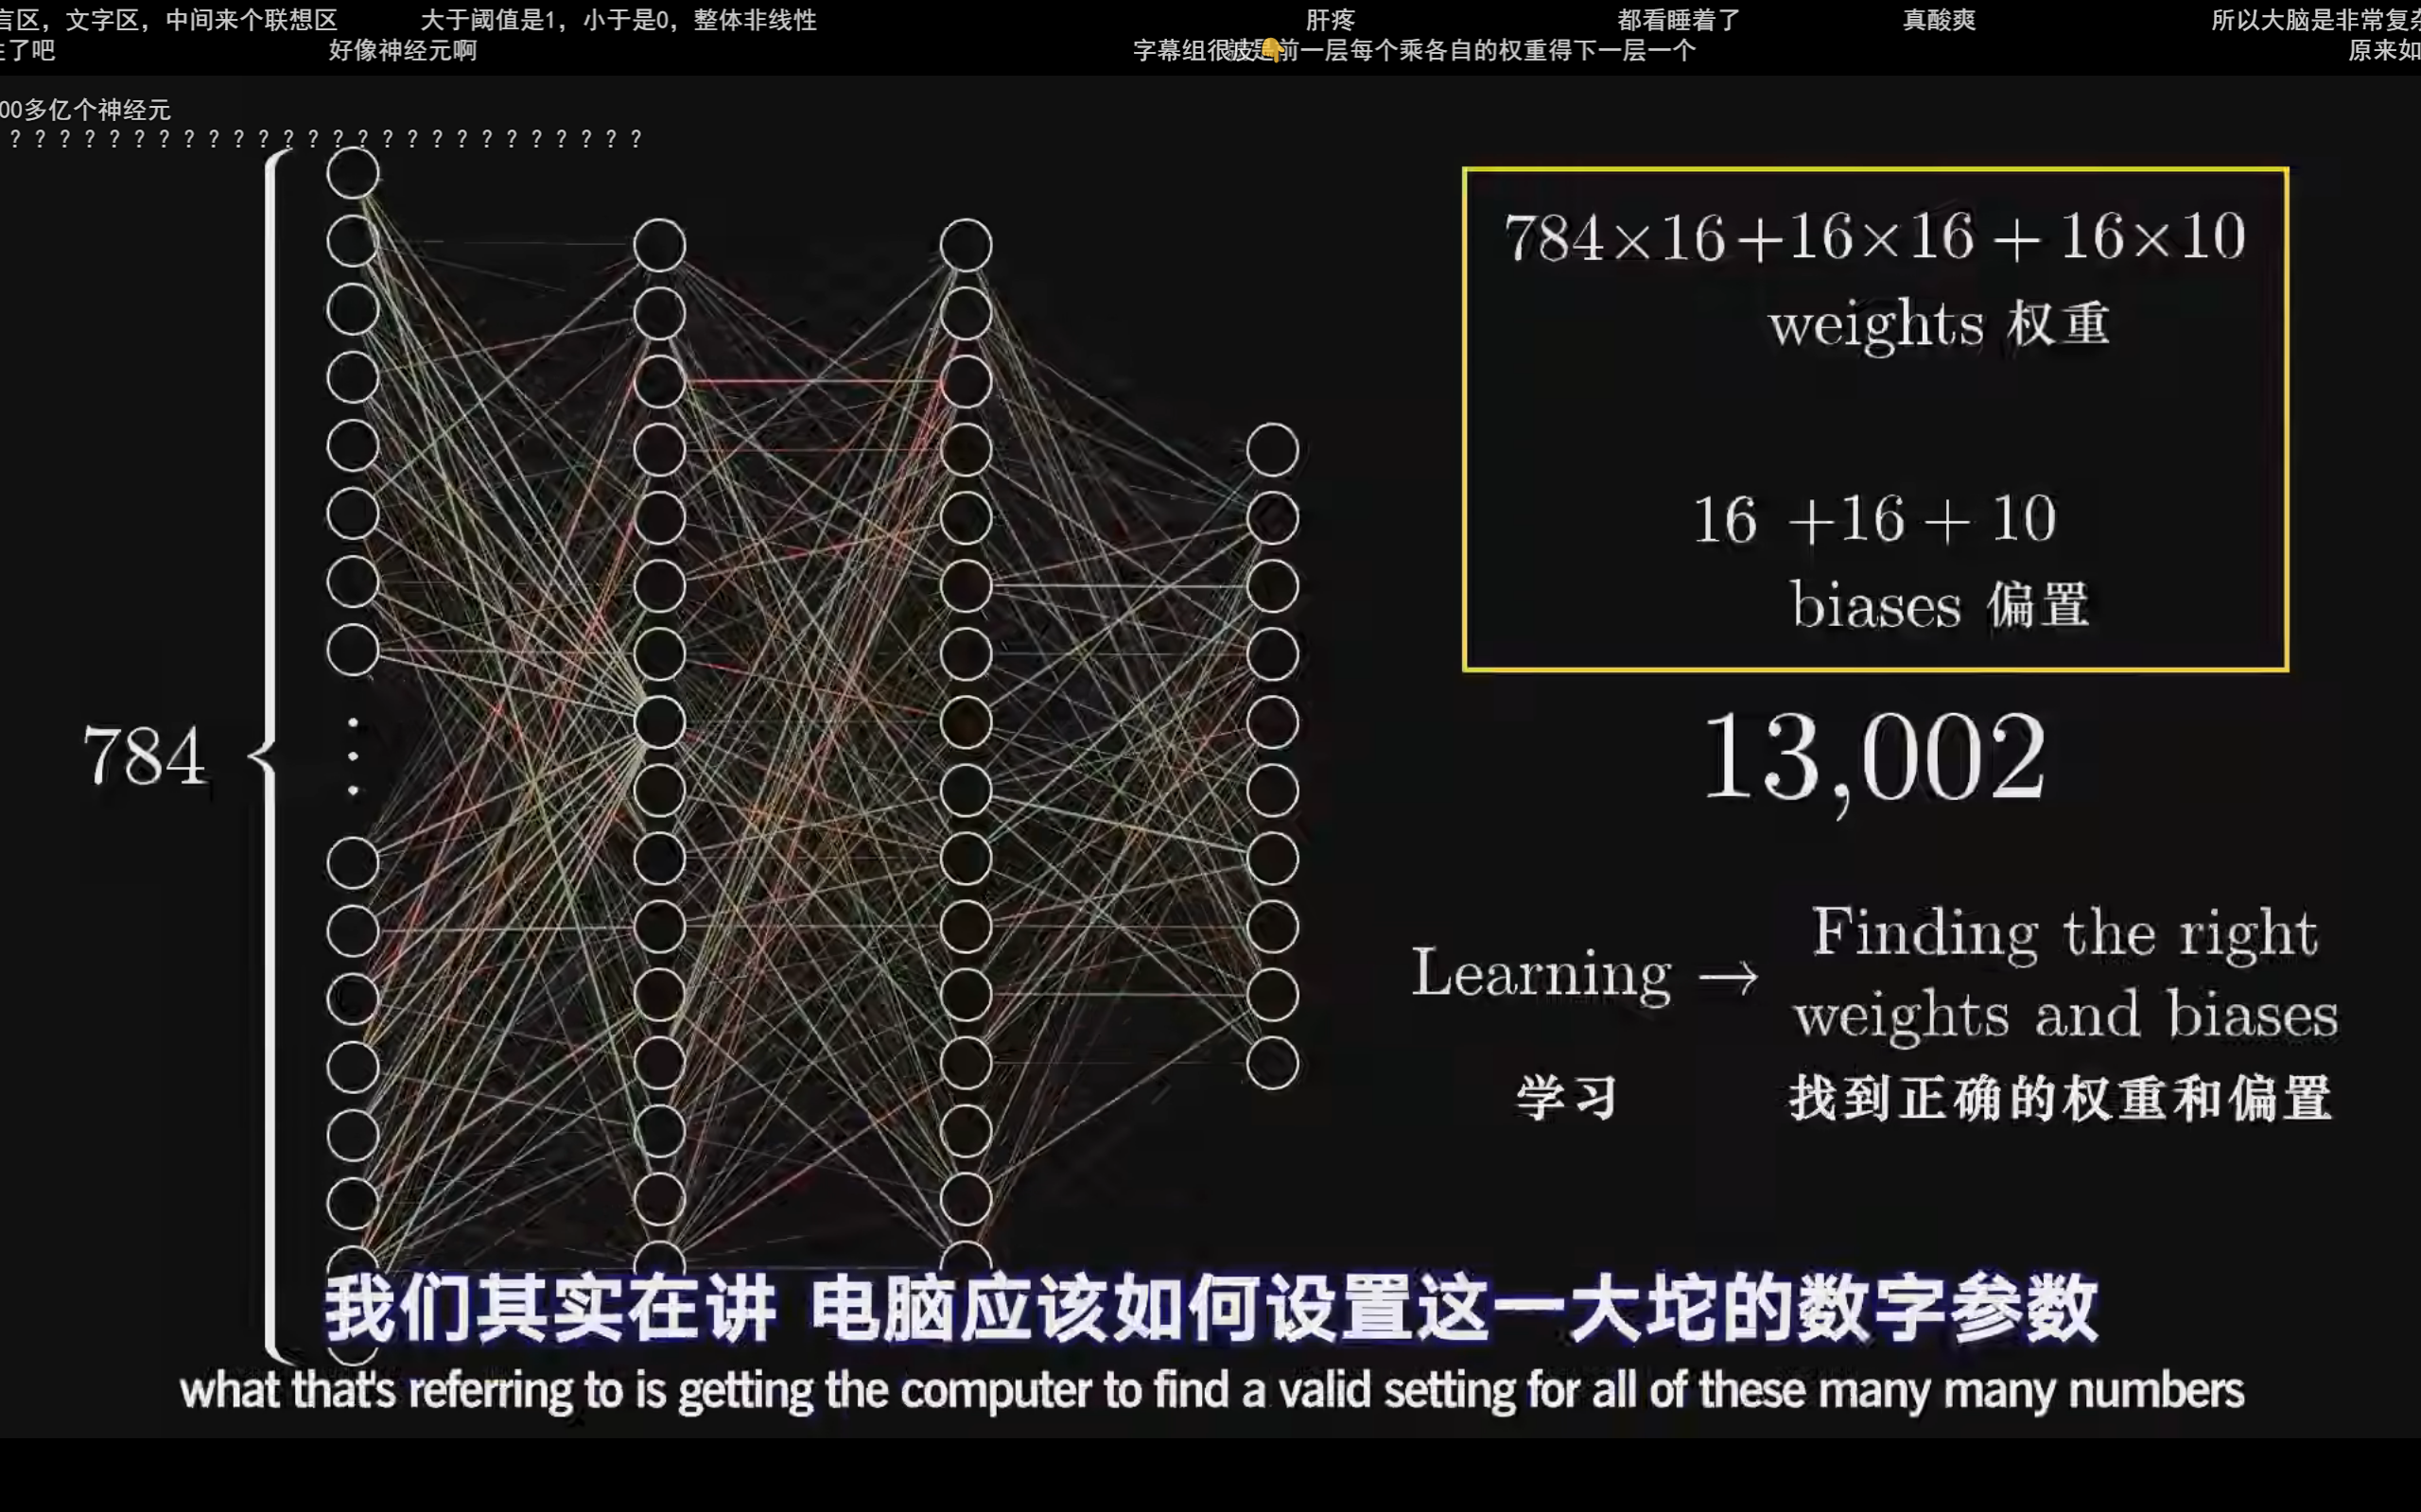 言区，文字区，中间来个联想区
大于阈值是1，小于是0，整体非线性
肝疼
都看睡着了
真酸爽
所以大脑是非常复杂
了吧
好像神经元啊
字幕组很皮
前一层每个乘各自的权重得下一层一个
原来如
00多亿个神经元
? ? ? ? ? ? ? ? ? ? ? ? ? ? ? ? ? ? ? ? ? ? ? ? ? ?
784×16+16×16+16×10
weights 权重
16 +16+10
biases 偏置
784
13,002
Learning → Finding the right
weights and biases
学习 找到正确的权重和偏置
我们其实在讲 电脑应该如何设置这一大坨的数字参数
what that's referring to is getting the computer to find a valid setting for all of these many many numbers